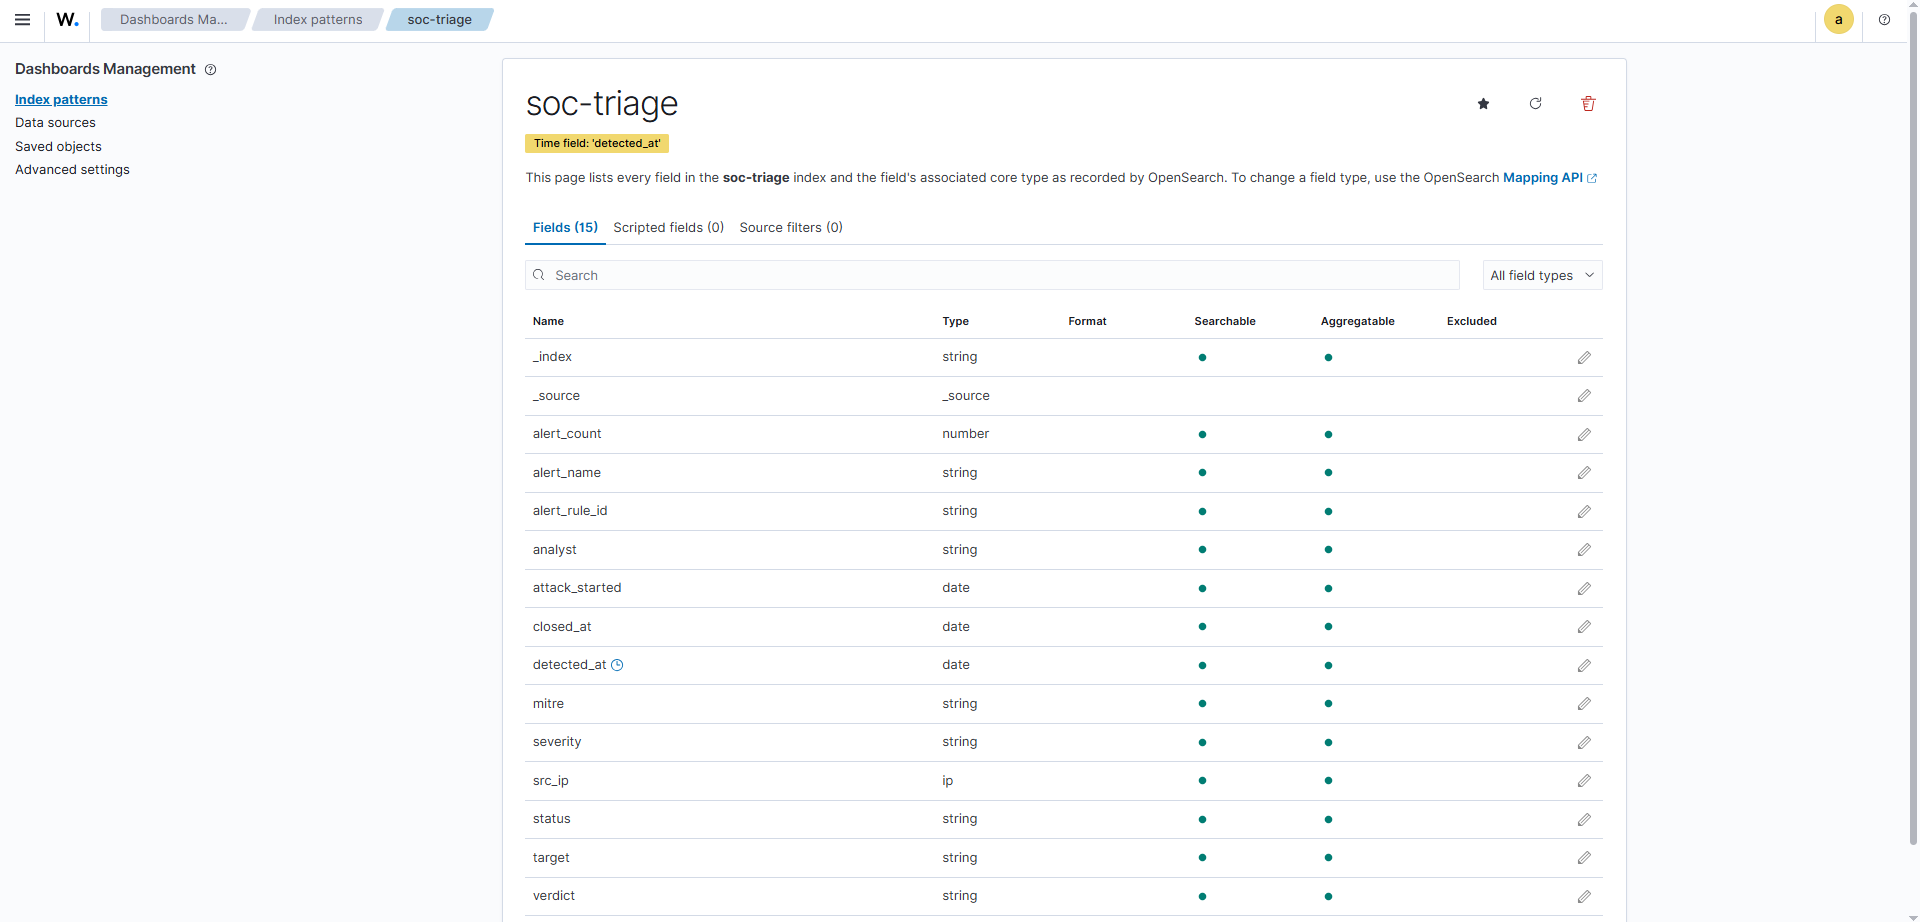 W.
Dashboards Ma...
Index patterns
soc-triage
a
Dashboards Management
Index patterns
Data sources
Saved objects
Advanced settings
soc-triage
Time field: 'detected_at'
This page lists every field in the soc-triage index and the field's associated core type as recorded by OpenSearch. To change a field type, use the OpenSearch Mapping API
Fields (15) Scripted fields (0) Source filters (0)
Search
All field types
Name Type Format Searchable Aggregatable Excluded
_index string
_source _source
alert_count number
alert_name string
alert_rule_id string
analyst string
attack_started date
closed_at date
detected_at date
mitre string
severity string
src_ip ip
status string
target string
verdict string